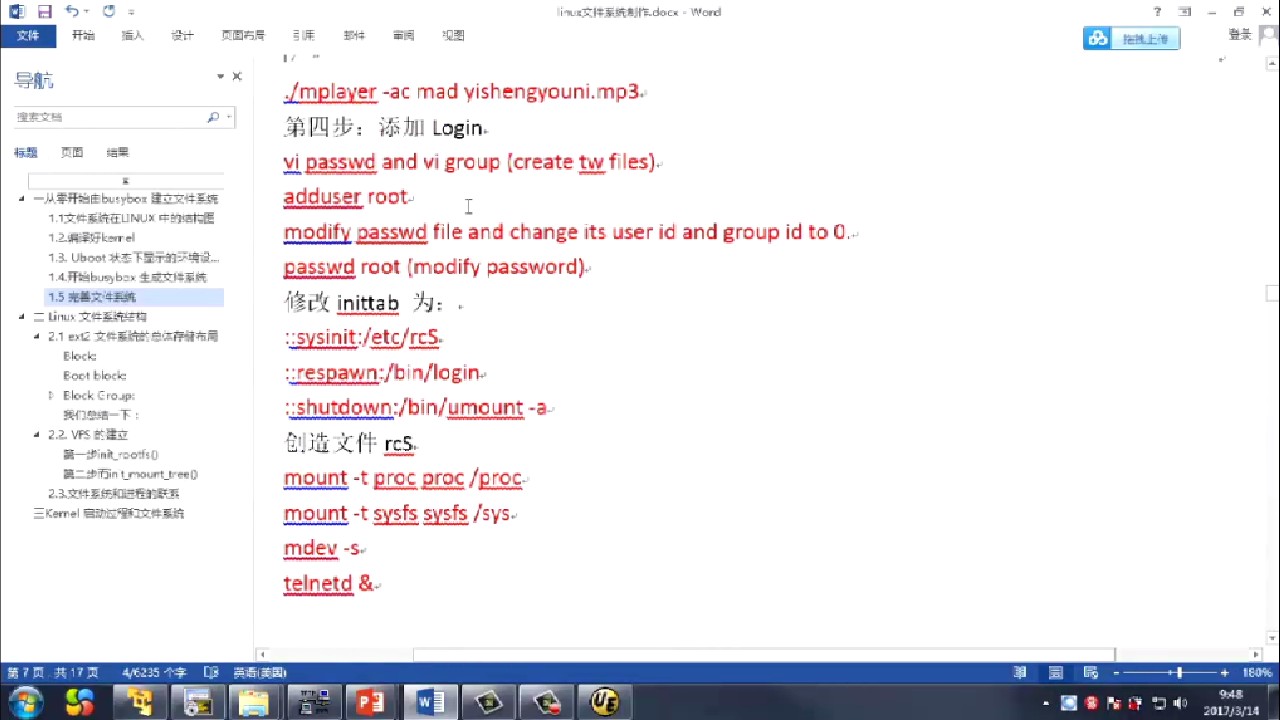 linux文件系统制作.docx - Word
文件 开始 插入 设计 页面布局 引用 邮件 审阅 视图 登录
拖拽上传
导航
搜索文档
标题 页面 结果
一从零开始由busybox 建立文件系统
1.1文件系统在LINUX 中的结构图
1.2.编译好kernel
1.3. Uboot 状态下显示的环境设...
1.4.开始busybox 生成文件系统
1.5 完善文件系统
二 Linux 文件系统结构
2.1 ext2 文件系统的总体存储布局
Block:
Boot block:
Block Group:
我们总结一下：
2.2. VFS 的建立
第一步init_rootfs()
第二步而init_mount_tree()
2.3.文件系统和进程的联系
三Kernel 启动过程和文件系统
./mplayer -ac mad yishengyouni.mp3
第四步：添加 Login
vi passwd and vi group (create tw files)
adduser root
modify passwd file and change its user id and group id to 0.
passwd root (modify password)
修改 inittab 为：
::sysinit:/etc/rcS
::respawn:/bin/login
::shutdown:/bin/umount -a
创造文件 rcS
mount -t proc proc /proc
mount -t sysfs sysfs /sys
mdev -s
telnetd &
第 7 页，共 17 页 4/6235 个字 英语(美国) 180%
9:48
2017/3/14